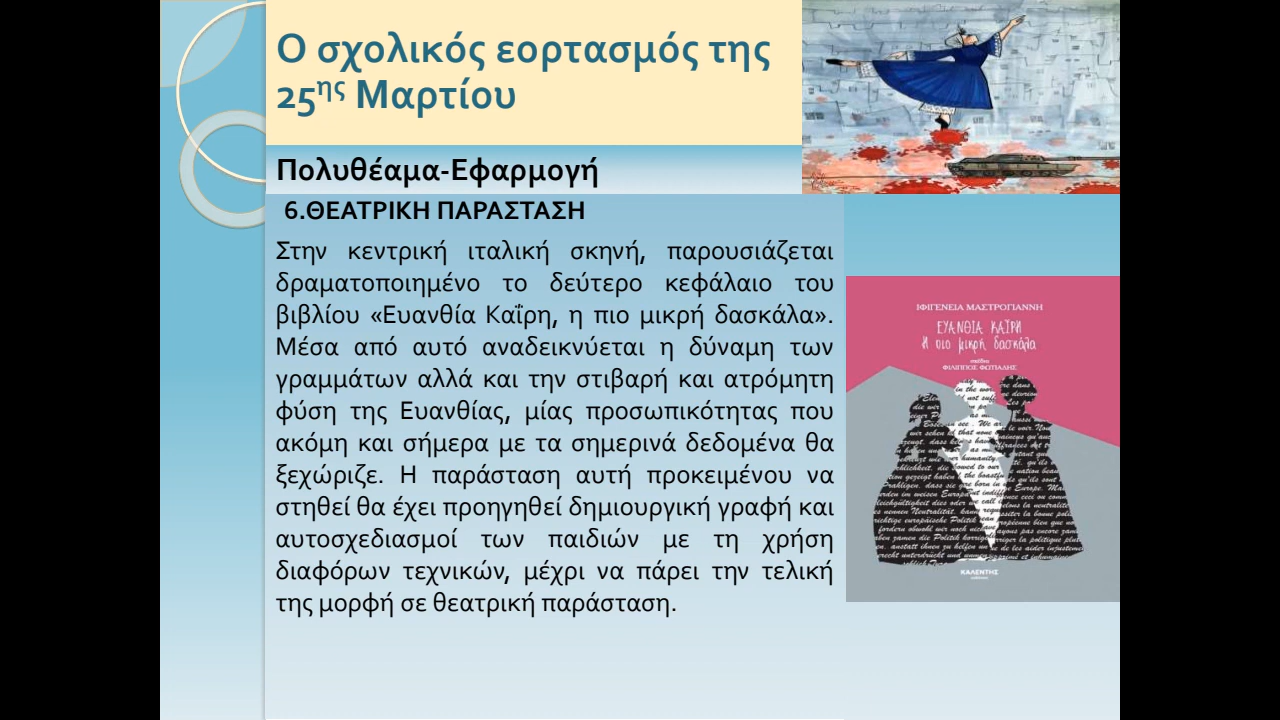 Ο σχολικός εορτασμός της
25ης Μαρτίου
Πολυθέαμα-Εφαρμογή
6.ΘΕΑΤΡΙΚΗ ΠΑΡΑΣΤΑΣΗ
Στην κεντρική ιταλική σκηνή, παρουσιάζεται
δραματοποιημένο το δεύτερο κεφάλαιο του
βιβλίου «Ευανθία Καΐρη, η πιο μικρή δασκάλα».
Μέσα από αυτό αναδεικνύεται η δύναμη των
γραμμάτων αλλά και την στιβαρή και ατρόμητη
φύση της Ευανθίας, μίας προσωπικότητας που
ακόμη και σήμερα με τα σημερινά δεδομένα θα
ξεχώριζε. Η παράσταση αυτή προκειμένου να
στηθεί θα έχει προηγηθεί δημιουργική γραφή και
αυτοσχεδιασμοί των παιδιών με τη χρήση
διαφόρων τεχνικών, μέχρι να πάρει την τελική
της μορφή σε θεατρική παράσταση.
ΙΦΙΓΕΝΕΙΑ ΜΑΣΤΡΟΓΙΑΝΝΗ
ΕΥΑΝΘΙΑ ΚΑΪΡΗ
Η πιο μικρή δασκάλα
ΦΙΛΙΠΠΟΣ ΦΩΤΙΑΔΗΣ
ΚΑΛΕΝΤΗΣ